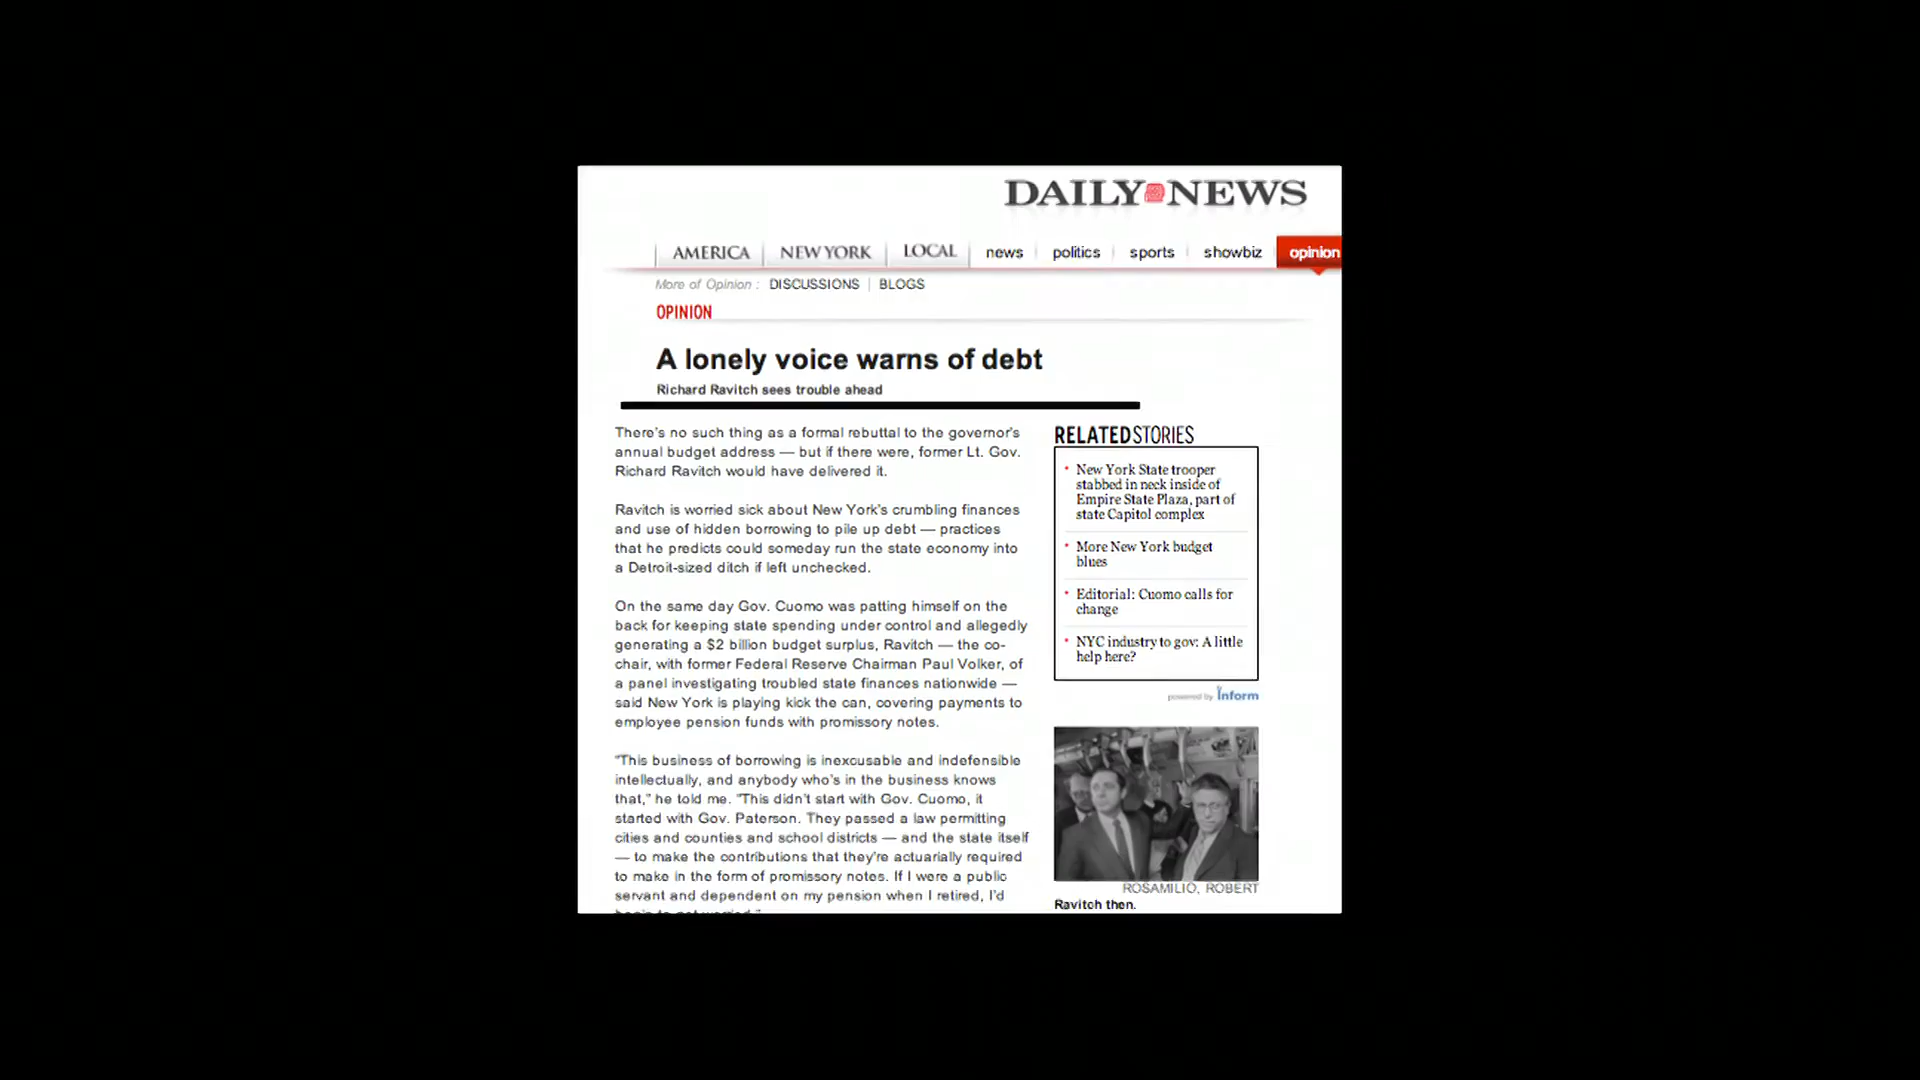 DAILY NEWS
AMERICA NEW YORK LOCAL news politics sports showbiz opinion
More of Opinion : DISCUSSIONS BLOGS
OPINION
A lonely voice warns of debt
Richard Ravitch sees trouble ahead
There's no such thing as a formal rebuttal to the governor's
annual budget address — but if there were, former Lt. Gov.
Richard Ravitch would have delivered it.
Ravitch is worried sick about New York's crumbling finances
and use of hidden borrowing to pile up debt — practices
that he predicts could someday run the state economy into
a Detroit-sized ditch if left unchecked.
On the same day Gov. Cuomo was patting himself on the
back for keeping state spending under control and allegedly
generating a $2 billion budget surplus, Ravitch — the co-
chair, with former Federal Reserve Chairman Paul Volker, of
a panel investigating troubled state finances nationwide —
said New York is playing kick the can, covering payments to
employee pension funds with promissory notes.
"This business of borrowing is inexcusable and indefensible
intellectually, and anybody who's in the business knows
that," he told me. "This didn't start with Gov. Cuomo, it
started with Gov. Paterson. They passed a law permitting
cities and counties and school districts — and the state itself
— to make the contributions that they're actuarially required
to make in the form of promissory notes. If I were a public
servant and dependent on my pension when I retired, I'd
RELATED STORIES
New York State trooper
stabbed in neck inside of
Empire State Plaza, part of
state Capitol complex
More New York budget
blues
Editorial: Cuomo calls for
change
NYC industry to gov: A little
help here?
powered by Inform
ROSAMILIO, ROBERT
Ravitch then.